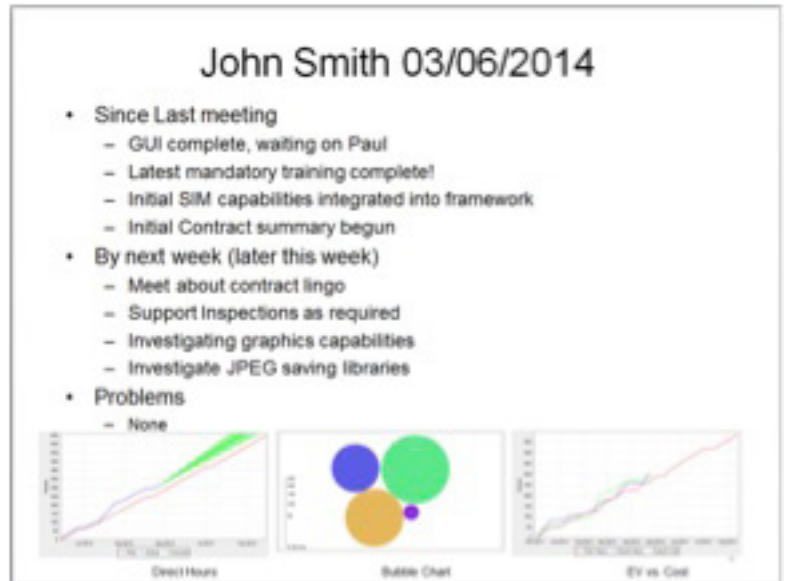 John Smith 03/06/2014
• Since Last meeting
– GUI complete, waiting on Paul
– Latest mandatory training complete!
– Initial SIM capabilities integrated into framework
– Initial Contract summary begun
• By next week (later this week)
– Meet about contract lingo
– Support Inspections as required
– Investigating graphics capabilities
– Investigate JPEG saving libraries
• Problems
– None
Direct Hours
Bubble Chart
EV vs. Cost